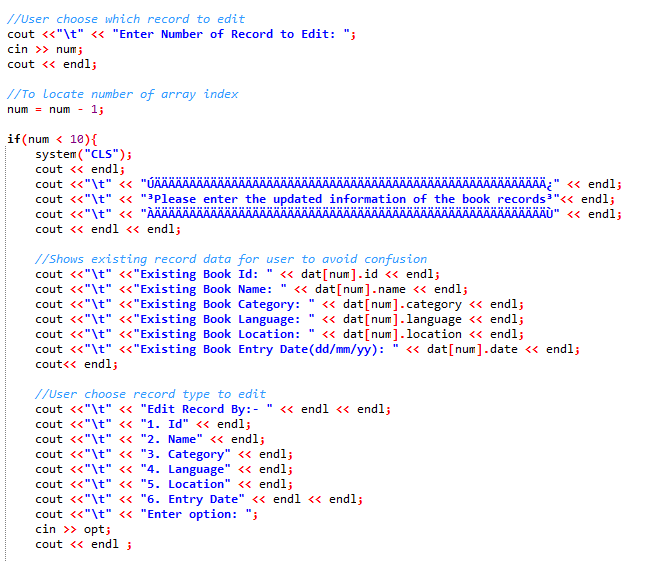 //User choose which record to edit
cout <<"\t" << "Enter Number of Record to Edit: ";
cin >> num;
cout << endl;
//To locate number of array index
num = num - 1;
if(num < 10){
system("CLS");
cout << endl;
cout <<"\t" << "ÚÄÄÄÄÄÄÄÄÄÄÄÄÄÄÄÄÄÄÄÄÄÄÄÄÄÄÄÄÄÄÄÄÄÄÄÄÄÄÄÄÄÄÄÄÄÄÄÄÄÄÄÄÄÄÄÄ¿" << endl;
cout <<"\t" << "³Please enter the updated information of the book records³"<< endl;
cout <<"\t" << "ÀÄÄÄÄÄÄÄÄÄÄÄÄÄÄÄÄÄÄÄÄÄÄÄÄÄÄÄÄÄÄÄÄÄÄÄÄÄÄÄÄÄÄÄÄÄÄÄÄÄÄÄÄÄÄÄÄÙ" << endl;
cout << endl << endl;
//Shows existing record data for user to avoid confusion
cout <<"\t" <<"Existing Book Id: " << dat[num].id << endl;
cout <<"\t" <<"Existing Book Name: " << dat[num].name << endl;
cout <<"\t" <<"Existing Book Category: " << dat[num].category << endl;
cout <<"\t" <<"Existing Book Language: " << dat[num].language << endl;
cout <<"\t" <<"Existing Book Location: " << dat[num].location << endl;
cout <<"\t" <<"Existing Book Entry Date(dd/mm/yy): " << dat[num].date << endl;
cout<< endl;
//User choose record type to edit
cout <<"\t" << "Edit Record By:- " << endl << endl;
cout <<"\t" << "1. Id" << endl;
cout <<"\t" << "2. Name" << endl;
cout <<"\t" << "3. Category" << endl;
cout <<"\t" << "4. Language" << endl;
cout <<"\t" << "5. Location" << endl;
cout <<"\t" << "6. Entry Date" << endl << endl;
cout <<"\t" << "Enter option: ";
cin >> opt;
cout << endl ;